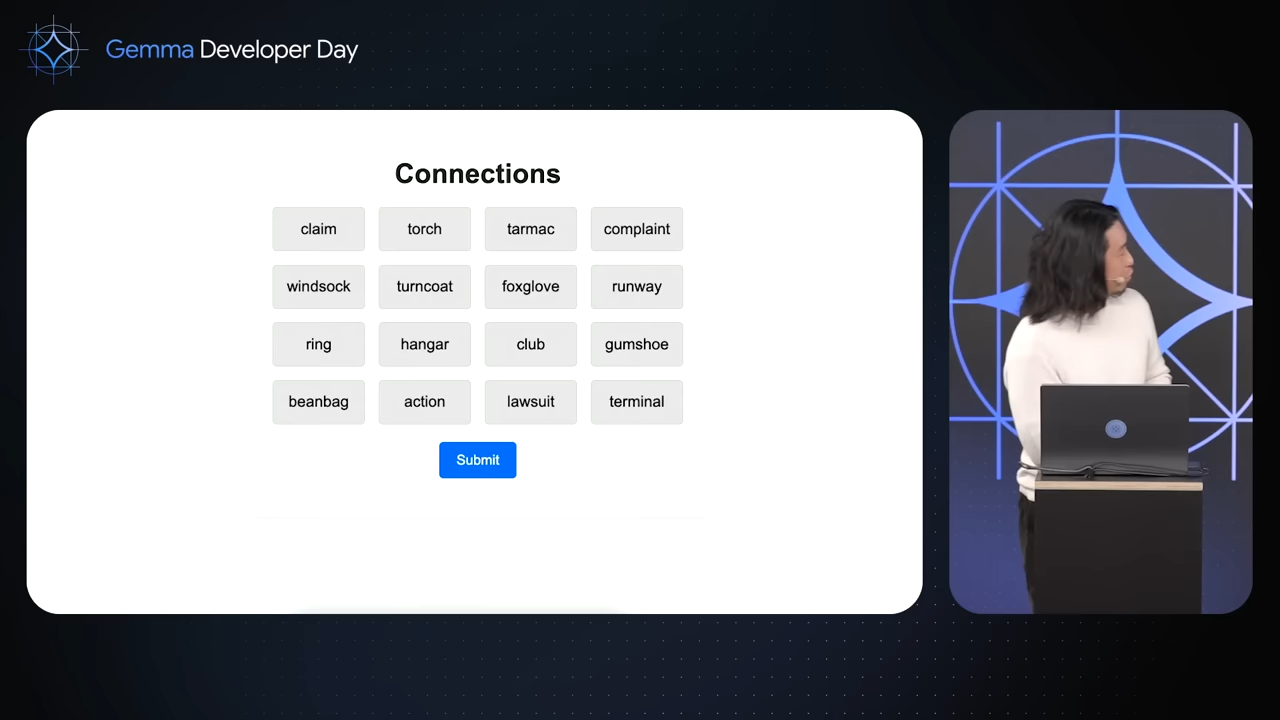 Gemma Developer Day
Connections
claim torch tarmac complaint
windsock turncoat foxglove runway
ring hangar club gumshoe
beanbag action lawsuit terminal
Submit